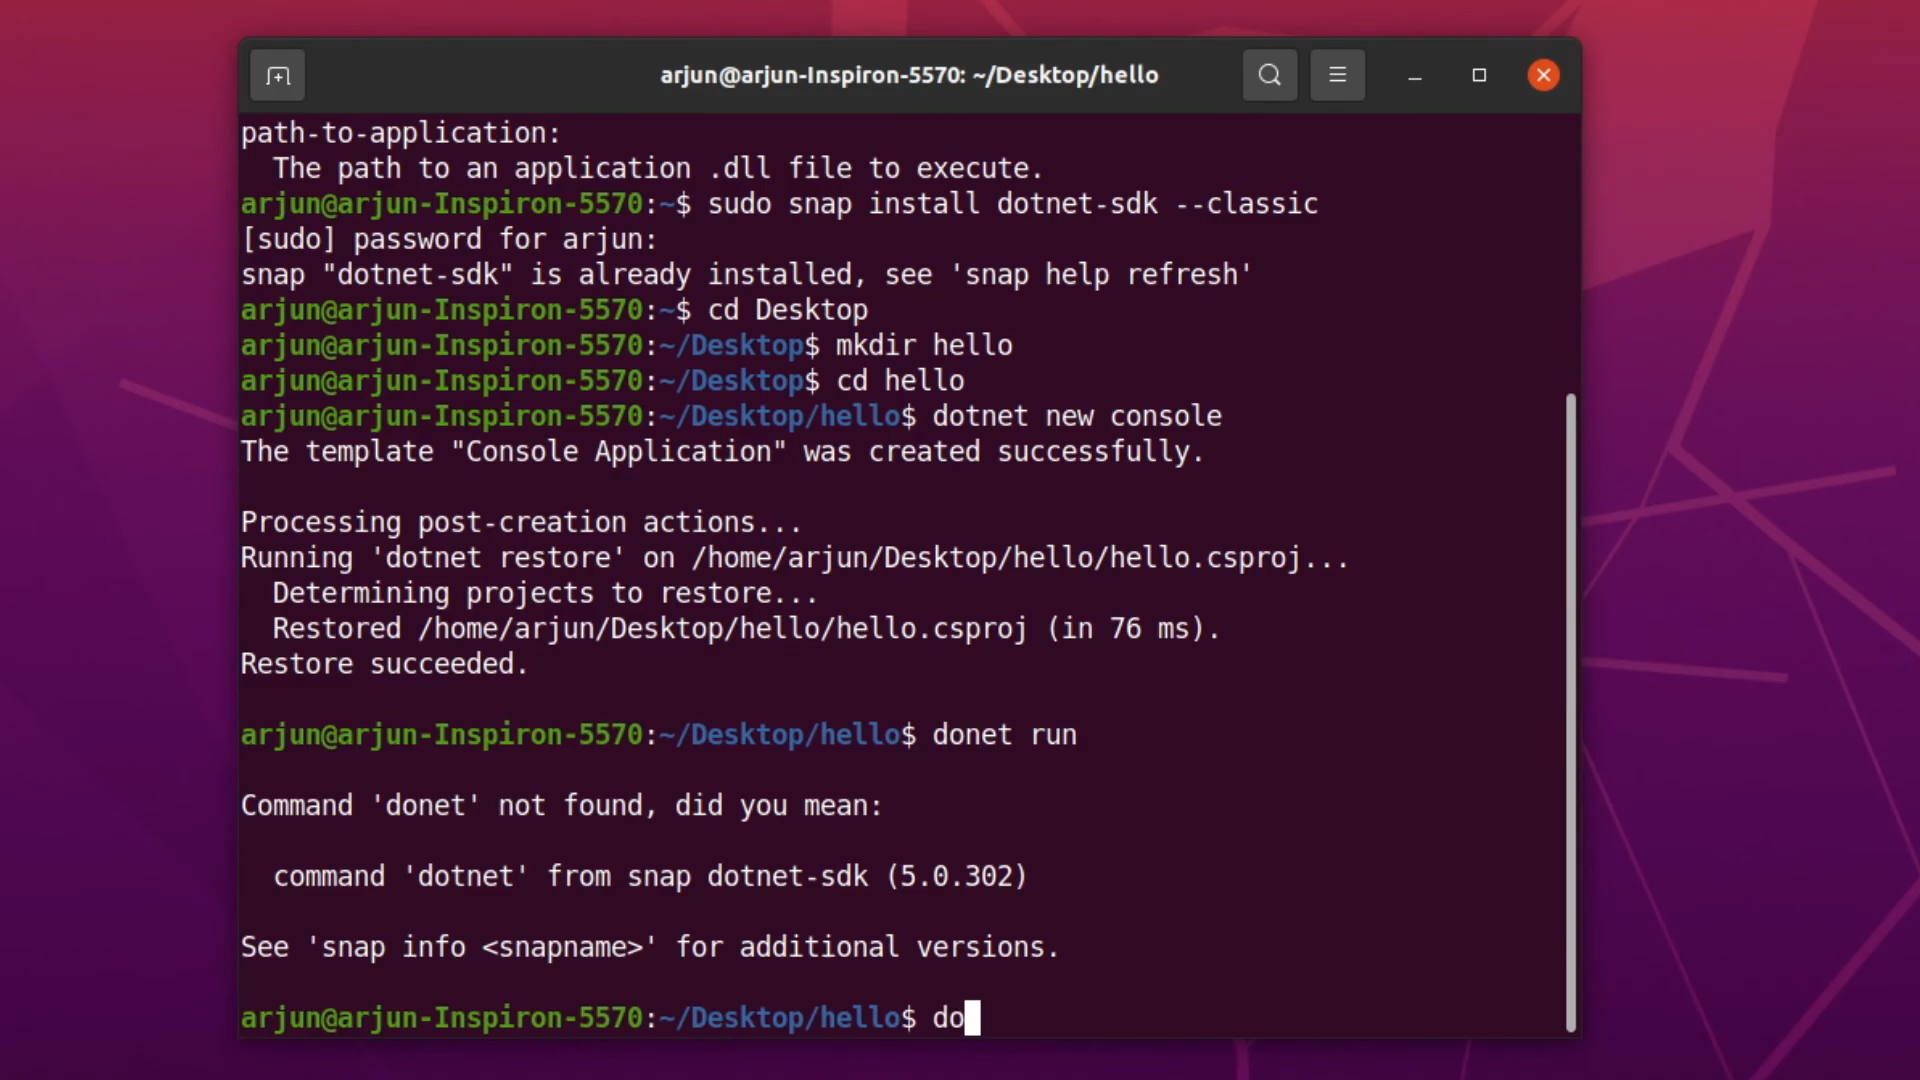 arjun@arjun-Inspiron-5570: ~/Desktop/hello
path-to-application:
  The path to an application .dll file to execute.
arjun@arjun-Inspiron-5570:~$ sudo snap install dotnet-sdk --classic
[sudo] password for arjun:
snap "dotnet-sdk" is already installed, see 'snap help refresh'
arjun@arjun-Inspiron-5570:~$ cd Desktop
arjun@arjun-Inspiron-5570:~/Desktop$ mkdir hello
arjun@arjun-Inspiron-5570:~/Desktop$ cd hello
arjun@arjun-Inspiron-5570:~/Desktop/hello$ dotnet new console
The template "Console Application" was created successfully.

Processing post-creation actions...
Running 'dotnet restore' on /home/arjun/Desktop/hello/hello.csproj...
  Determining projects to restore...
  Restored /home/arjun/Desktop/hello/hello.csproj (in 76 ms).
Restore succeeded.

arjun@arjun-Inspiron-5570:~/Desktop/hello$ donet run

Command 'donet' not found, did you mean:

  command 'dotnet' from snap dotnet-sdk (5.0.302)

See 'snap info <snapname>' for additional versions.

arjun@arjun-Inspiron-5570:~/Desktop/hello$ do